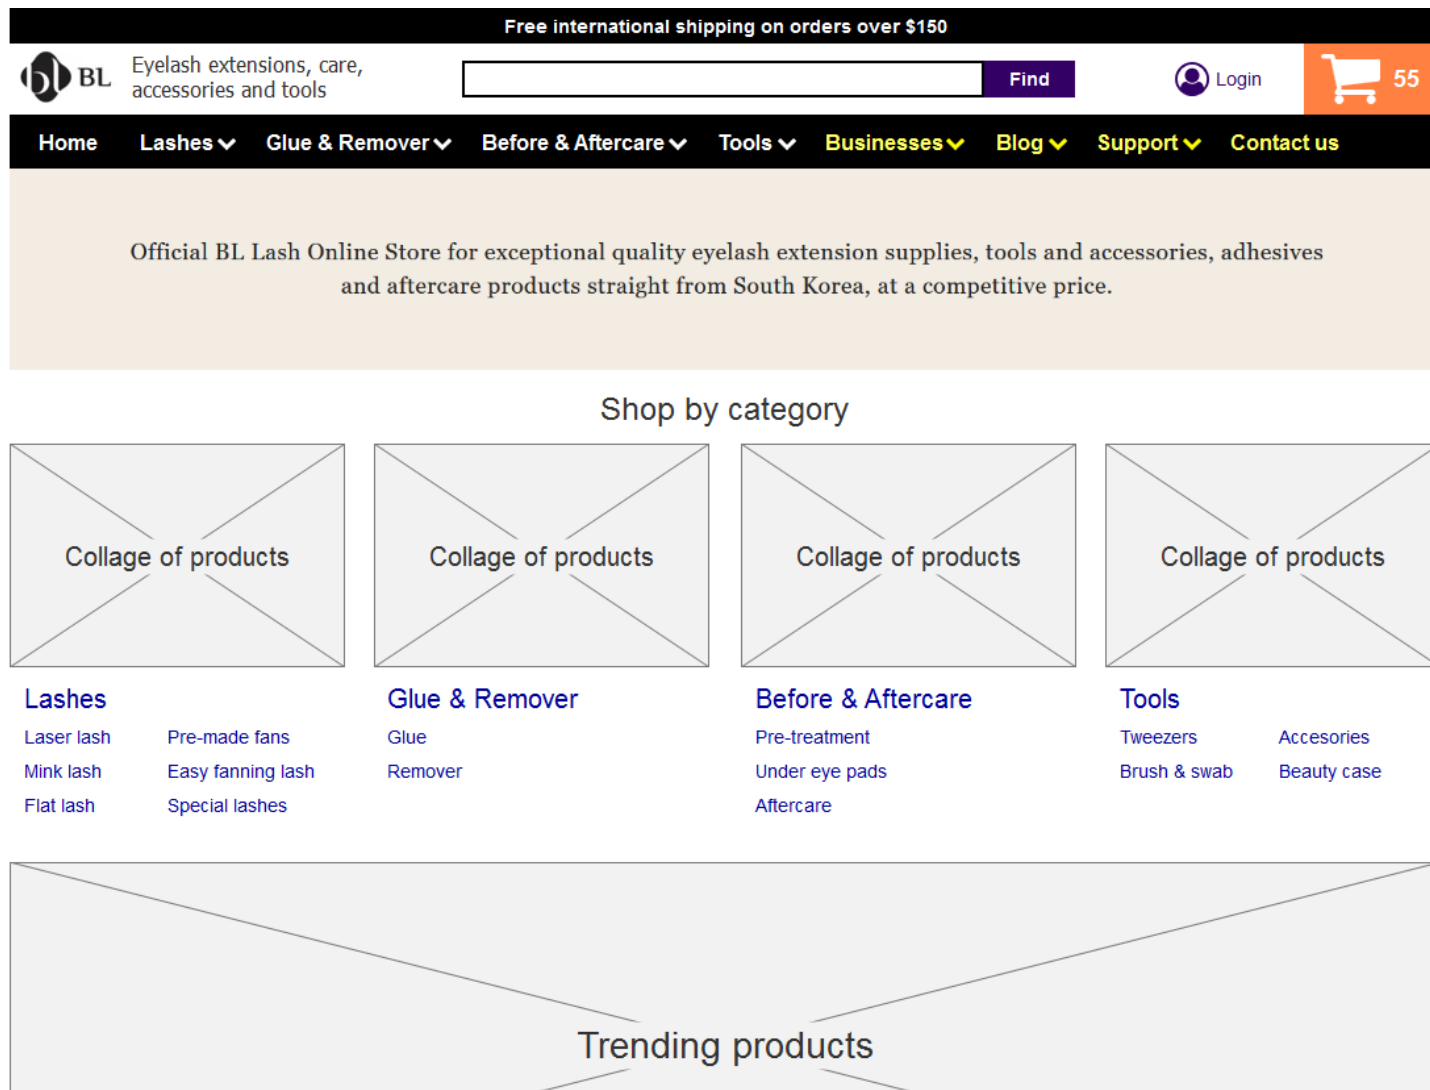 Free international shipping on orders over $150
bl BL
Eyelash extensions, care,
accessories and tools
Find
Login
55
Home Lashes Glue & Remover Before & Aftercare Tools Businesses Blog Support Contact us
Official BL Lash Online Store for exceptional quality eyelash extension supplies, tools and accessories, adhesives
and aftercare products straight from South Korea, at a competitive price.
Shop by category
Collage of products Collage of products Collage of products Collage of products
Lashes
Laser lash Pre-made fans
Mink lash Easy fanning lash
Flat lash Special lashes
Glue & Remover
Glue
Remover
Before & Aftercare
Pre-treatment
Under eye pads
Aftercare
Tools
Tweezers Accesories
Brush & swab Beauty case
Trending products